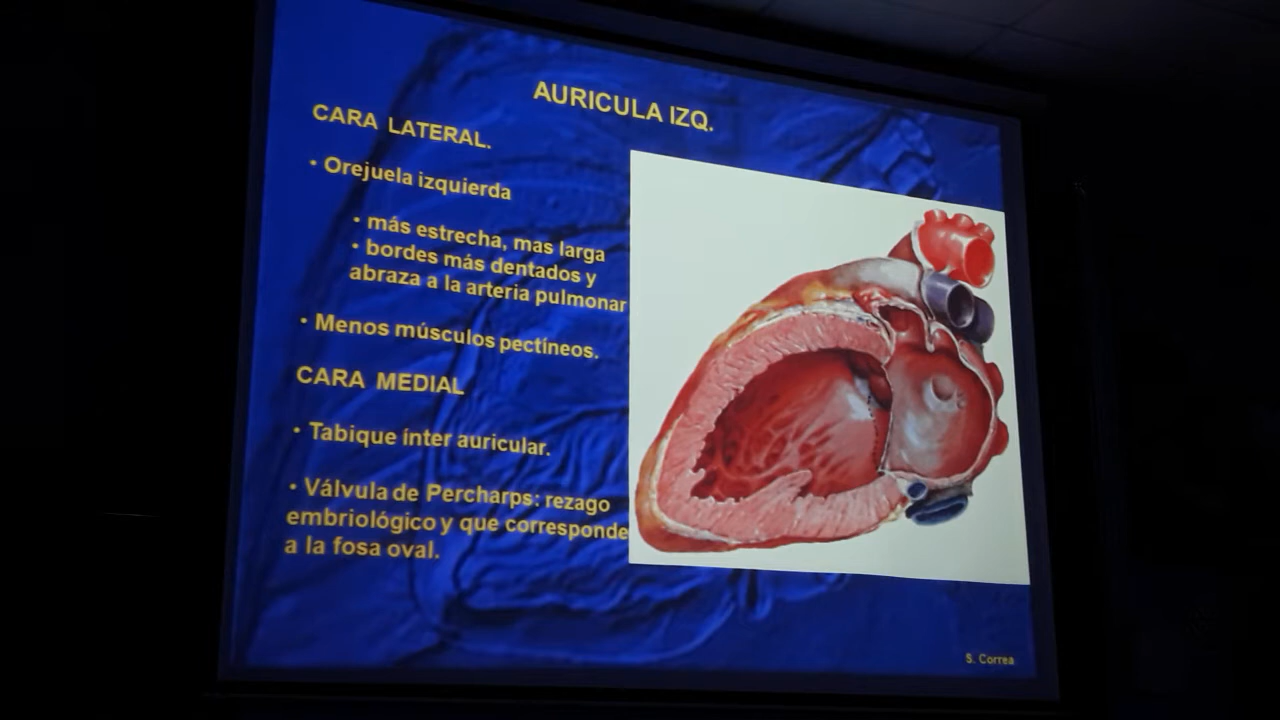 AURICULA IZQ.
CARA LATERAL.
• Orejuela izquierda
• más estrecha, mas larga
• bordes más dentados y
abraza a la arteria pulmonar
• Menos músculos pectíneos.
CARA MEDIAL
• Tabique ínter auricular.
• Válvula de Percharps: rezago
embriológico y que corresponde
a la fosa oval.
S. Correa